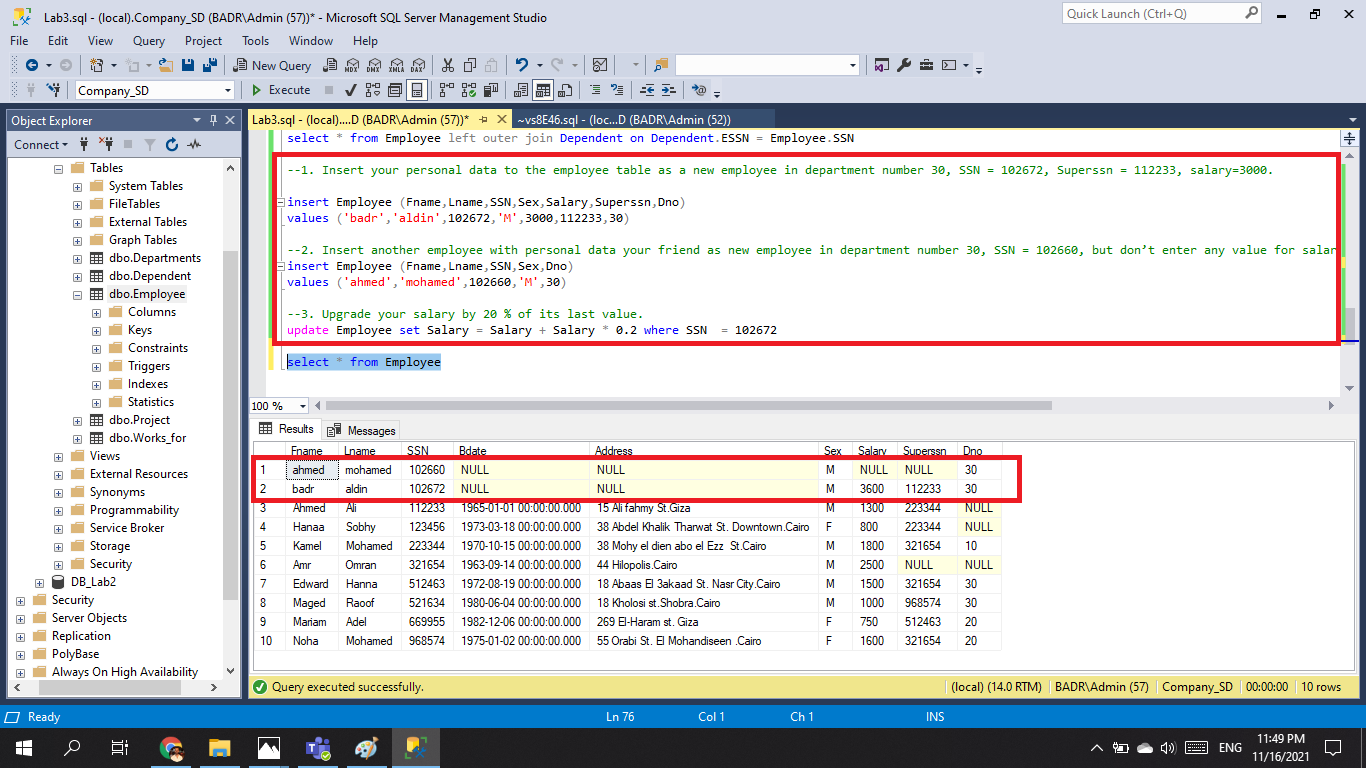 Lab3.sql - (local).Company_SD (BADR\Admin (57))* - Microsoft SQL Server Management Studio
Quick Launch (Ctrl+Q)
File Edit View Query Project Tools Window Help
New Query MDX DMX XMLA DAX
Company_SD Execute
Object Explorer
Connect
Tables
System Tables
FileTables
External Tables
Graph Tables
dbo.Departments
dbo.Dependent
dbo.Employee
Columns
Keys
Constraints
Triggers
Indexes
Statistics
dbo.Project
dbo.Works_for
Views
External Resources
Synonyms
Programmability
Service Broker
Storage
Security
DB_Lab2
Security
Server Objects
Replication
PolyBase
Always On High Availability
Lab3.sql - (local)....D (BADR\Admin (57))* ~vs8E46.sql - (loc...D (BADR\Admin (52))
select * from Employee left outer join Dependent on Dependent.ESSN = Employee.SSN
--1. Insert your personal data to the employee table as a new employee in department number 30, SSN = 102672, Superssn = 112233, salary=3000.
insert Employee (Fname,Lname,SSN,Sex,Salary,Superssn,Dno)
values ('badr','aldin',102672,'M',3000,112233,30)
--2. Insert another employee with personal data your friend as new employee in department number 30, SSN = 102660, but don’t enter any value for salar
insert Employee (Fname,Lname,SSN,Sex,Dno)
values ('ahmed','mohamed',102660,'M',30)
--3. Upgrade your salary by 20 % of its last value.
update Employee set Salary = Salary + Salary * 0.2 where SSN  = 102672
select * from Employee
100 %
Results Messages
Fname Lname SSN Bdate Address Sex Salary Superssn Dno
1 ahmed mohamed 102660 NULL NULL M NULL NULL 30
2 badr aldin 102672 NULL NULL M 3600 112233 30
3 Ahmed Ali 112233 1965-01-01 00:00:00.000 15 Ali fahmy St.Giza M 1300 223344 NULL
4 Hanaa Sobhy 123456 1973-03-18 00:00:00.000 38 Abdel Khalik Tharwat St. Downtown.Cairo F 800 223344 NULL
5 Kamel Mohamed 223344 1970-10-15 00:00:00.000 38 Mohy el dien abo el Ezz  St.Cairo M 1800 321654 10
6 Amr Omran 321654 1963-09-14 00:00:00.000 44 Hilopolis.Cairo M 2500 NULL NULL
7 Edward Hanna 512463 1972-08-19 00:00:00.000 18 Abaas El 3akaad St. Nasr City.Cairo M 1500 321654 30
8 Maged Raoof 521634 1980-06-04 00:00:00.000 18 Kholosi st.Shobra.Cairo M 1000 968574 30
9 Mariam Adel 669955 1982-12-06 00:00:00.000 269 El-Haram st. Giza F 750 512463 20
10 Noha Mohamed 968574 1975-01-02 00:00:00.000 55 Orabi St. El Mohandiseen .Cairo F 1600 321654 20
Query executed successfully. (local) (14.0 RTM) BADR\Admin (57) Company_SD 00:00:00 10 rows
Ready Ln 76 Col 1 Ch 1 INS
ENG 11:49 PM
11/16/2021